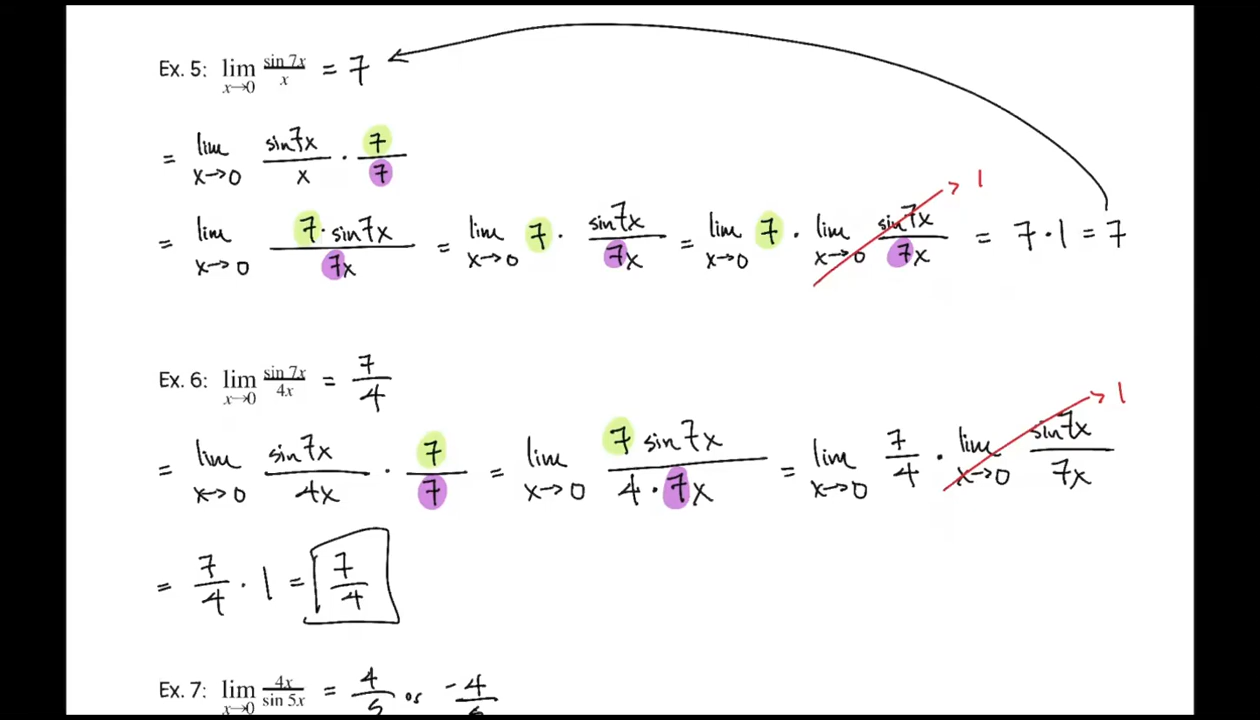 Ex. 5: lim x→0 sin 7x / x = 7
= lim x→0 sin7x / x · 7 / 7
= lim x→0 7 · sin7x / 7x = lim x→0 7 · sin7x / 7x = lim x→0 7 · lim x→0 sin7x / 7x → 1 = 7 · 1 = 7
Ex. 6: lim x→0 sin 7x / 4x = 7 / 4
= lim x→0 sin7x / 4x · 7 / 7 = lim x→0 7 sin7x / 4 · 7x = lim x→0 7 / 4 · lim x→0 sin7x / 7x → 1
= 7 / 4 · 1 = 7 / 4
Ex. 7: lim x→0 4x / sin 5x = 4 / 5 or -4 /